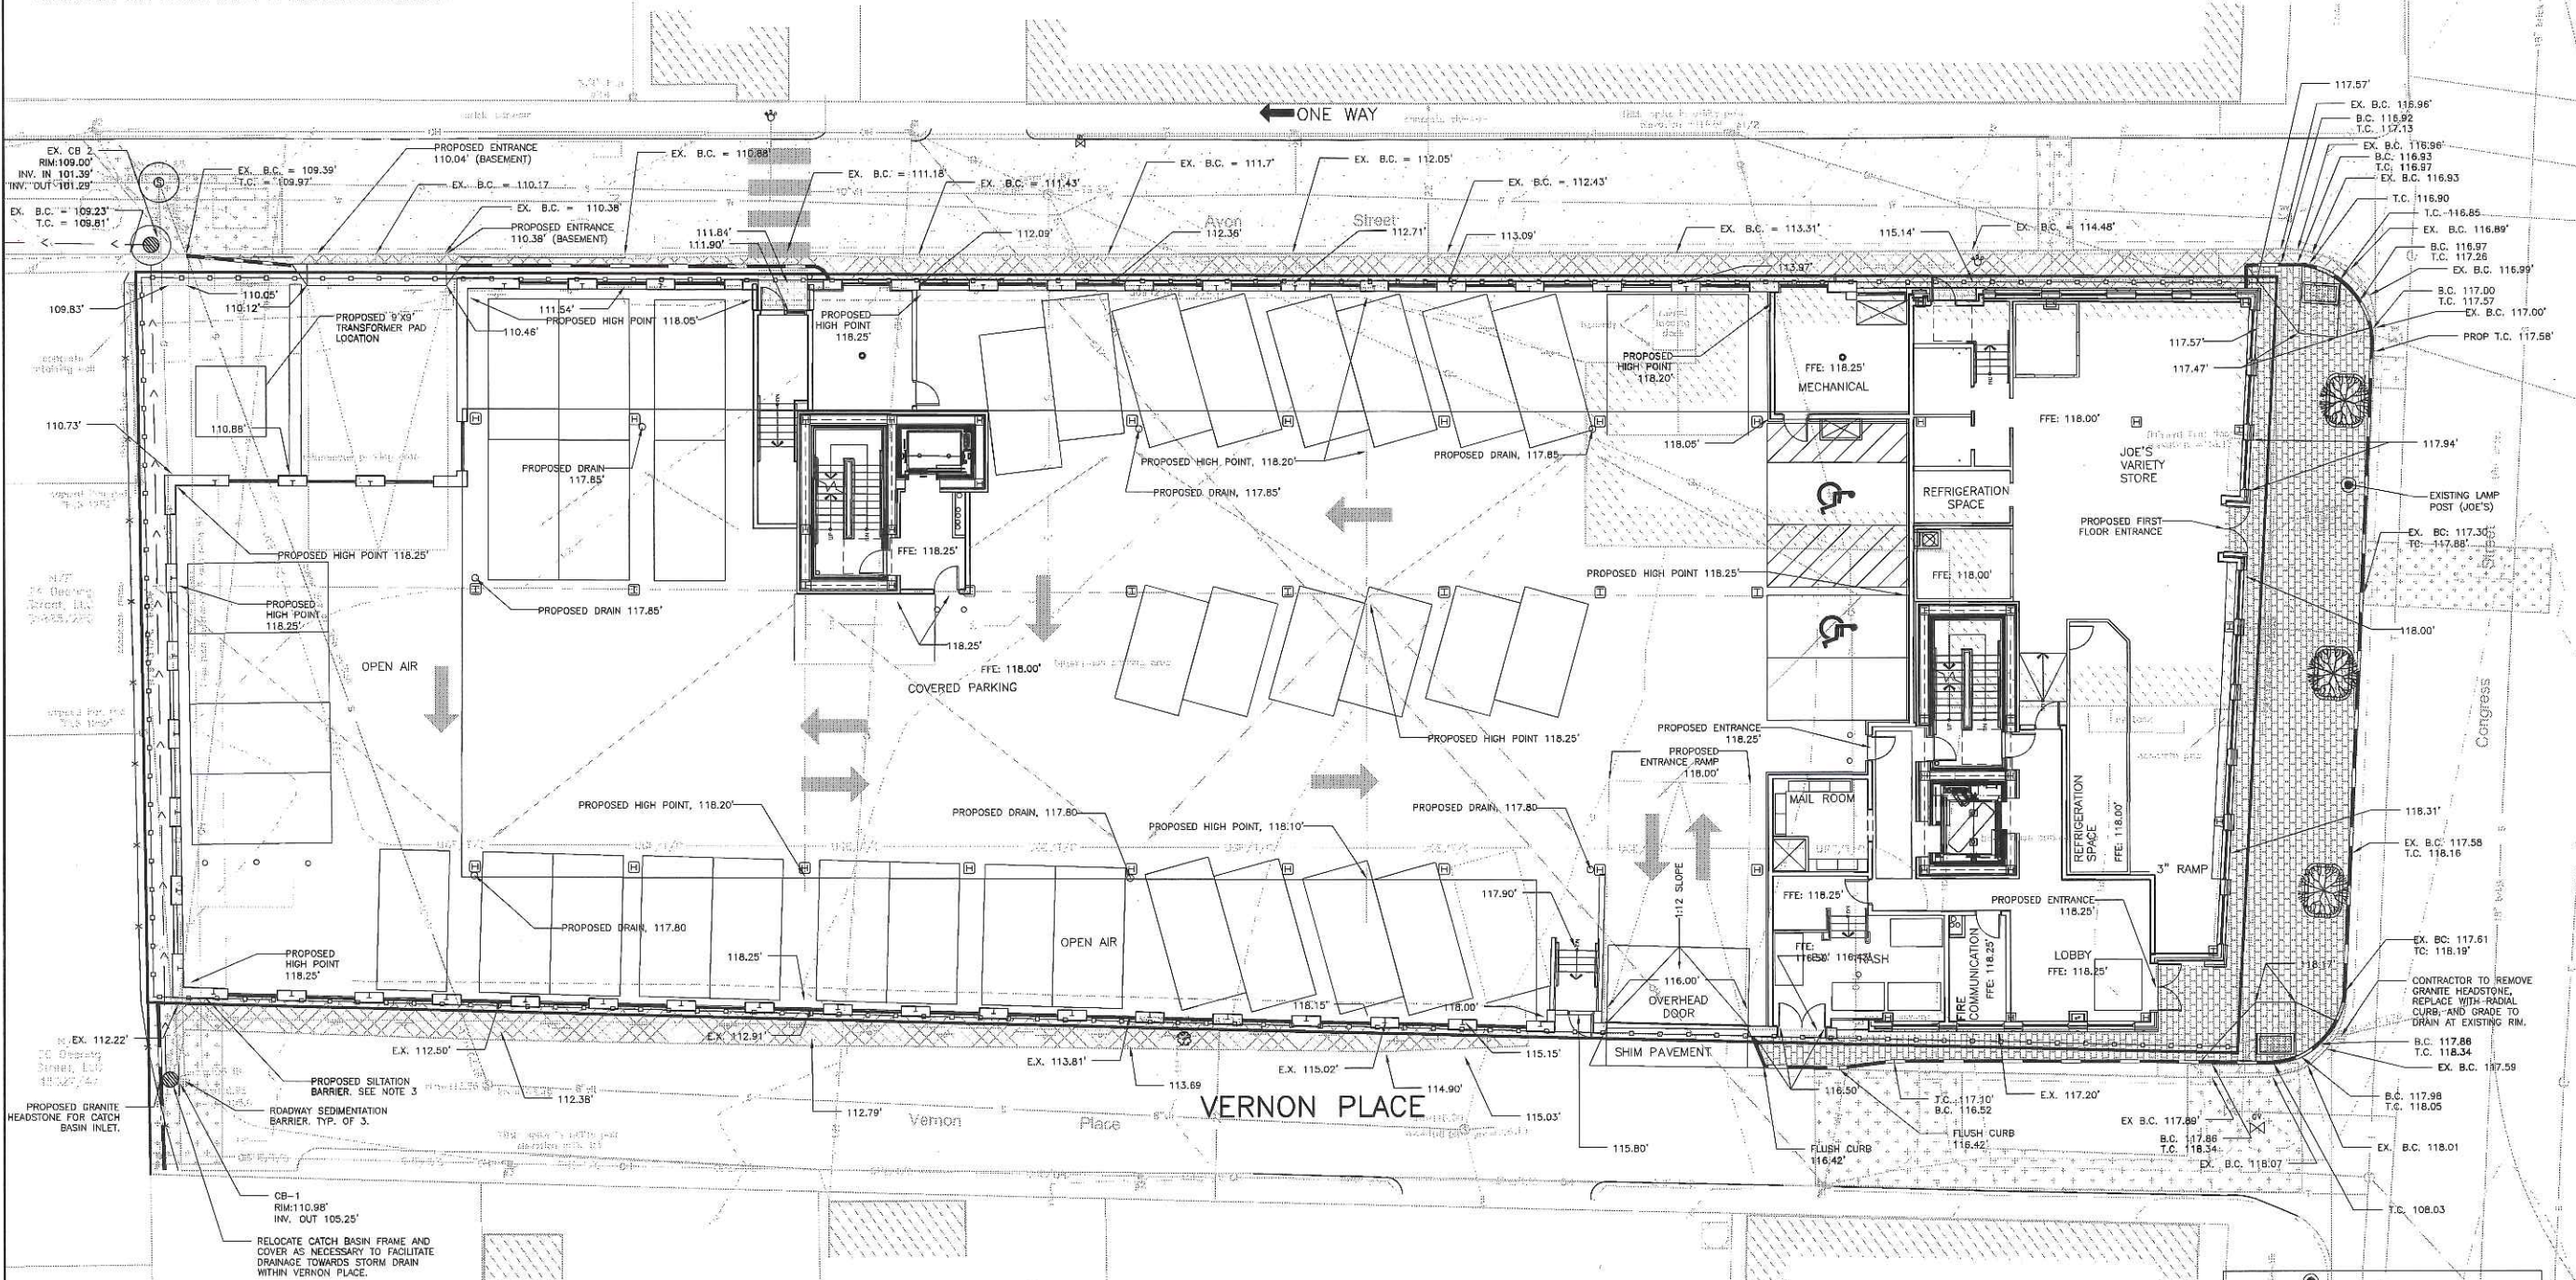 ONE WAY
117.57'
EX. B.C. 116.96'
B.C. 116.92
T.C. 117.13
EX. B.C. 116.96'
B.C. 116.93
T.C. 116.97
EX. B.C. 116.93
T.C. 116.90
T.C. 116.85
EX. B.C. 116.89'
B.C. 116.97
T.C. 117.26
EX. B.C. 116.99'
B.C. 117.00
T.C. 117.57
EX. B.C. 117.00'
PROP T.C. 117.58'
EX. CB 2
RIM:109.00'
INV. IN 101.39'
INV. OUT 101.29'
EX. B.C. = 109.23'
T.C. = 109.81'
EX. B.C. = 109.39'
T.C. = 109.97'
PROPOSED ENTRANCE
110.04' (BASEMENT)
EX. B.C. = 110.17
EX. B.C. = 110.38'
PROPOSED ENTRANCE
110.38' (BASEMENT)
EX. B.C. = 110.88'
EX. B.C. = 111.18'
EX. B.C. = 111.43'
EX. B.C. = 111.7'
EX. B.C. = 112.05'
EX. B.C. = 112.43'
EX. B.C. = 113.31'
EX. B.C. = 114.48'
Avon Street
111.84'
111.90'
112.09'
112.36'
112.71'
113.09'
113.97'
115.14'
109.83'
110.05'
110.12'
110.46'
111.54'
PROPOSED HIGH POINT 118.05'
PROPOSED 9'X9'
TRANSFORMER PAD
LOCATION
PROPOSED
HIGH POINT
118.25'
PROPOSED
HIGH POINT
118.20'
FFE: 118.25'
MECHANICAL
117.57'
117.47'
110.73'
110.88'
PROPOSED DRAIN
117.85'
PROPOSED HIGH POINT, 118.20'
PROPOSED DRAIN, 117.85
118.05'
FFE: 118.00'
JOE'S
VARIETY
STORE
117.94'
PROPOSED DRAIN, 117.85'
REFRIGERATION
SPACE
EXISTING LAMP
POST (JOE'S)
PROPOSED FIRST
FLOOR ENTRANCE
EX. BC: 117.30
TC: 117.88'
PROPOSED HIGH POINT 118.25'
FFE: 118.25'
PROPOSED HIGH POINT 118.25'
FFE: 118.00'
PROPOSED
HIGH POINT
118.25'
PROPOSED DRAIN 117.85'
118.25'
118.00'
OPEN AIR
FFE: 118.00'
COVERED PARKING
Congress
Street
PROPOSED HIGH POINT 118.25'
PROPOSED ENTRANCE
118.25'
PROPOSED
ENTRANCE RAMP
118.00'
PROPOSED HIGH POINT, 118.20'
PROPOSED DRAIN, 117.80
PROPOSED DRAIN, 117.80
PROPOSED HIGH POINT, 118.10'
MAIL ROOM
REFRIGERATION
SPACE
FFE: 118.00'
118.31'
EX. B.C. 117.58
T.C. 118.16
3" RAMP
1:12 SLOPE
117.90'
FFE: 118.25'
PROPOSED ENTRANCE
118.25'
PROPOSED DRAIN, 117.80
OPEN AIR
118.25'
PROPOSED
HIGH POINT
118.25'
FFE:
TRASH
FIRE
COMMUNICATION
FFE: 118.25'
LOBBY
FFE: 118.25'
118.17'
EX. BC: 117.61
TC: 118.19'
CONTRACTOR TO REMOVE
GRANITE HEADSTONE,
REPLACE WITH RADIAL
CURB, AND GRADE TO
DRAIN AT EXISTING RIM.
118.15'
118.00'
116.00'
OVERHEAD
DOOR
SHIM PAVEMENT
EX. 112.22'
E.X. 112.50'
E.X. 112.91'
E.X. 113.81'
E.X. 115.02'
115.15'
B.C. 117.86
T.C. 118.34
EX. B.C. 117.59
PROPOSED SILTATION
BARRIER. SEE NOTE 3
ROADWAY SEDIMENTATION
BARRIER. TYP. OF 3.
PROPOSED GRANITE
HEADSTONE FOR CATCH
BASIN INLET.
112.38'
112.79'
113.69
114.90'
115.03'
115.80'
VERNON PLACE
Vernon Place
116.50'
T.C. 117.10'
B.C. 116.52
E.X. 117.20'
FLUSH CURB
116.42'
FLUSH CURB
116.42'
EX B.C. 117.89'
B.C. 117.86
T.C. 118.34
EX. B.C. 118.07
B.C. 117.98
T.C. 118.05
EX. B.C. 118.01
T.C. 108.03
CB-1
RIM:110.98'
INV. OUT 105.25'
RELOCATE CATCH BASIN FRAME AND
COVER AS NECESSARY TO FACILITATE
DRAINAGE TOWARDS STORM DRAIN
WITHIN VERNON PLACE.